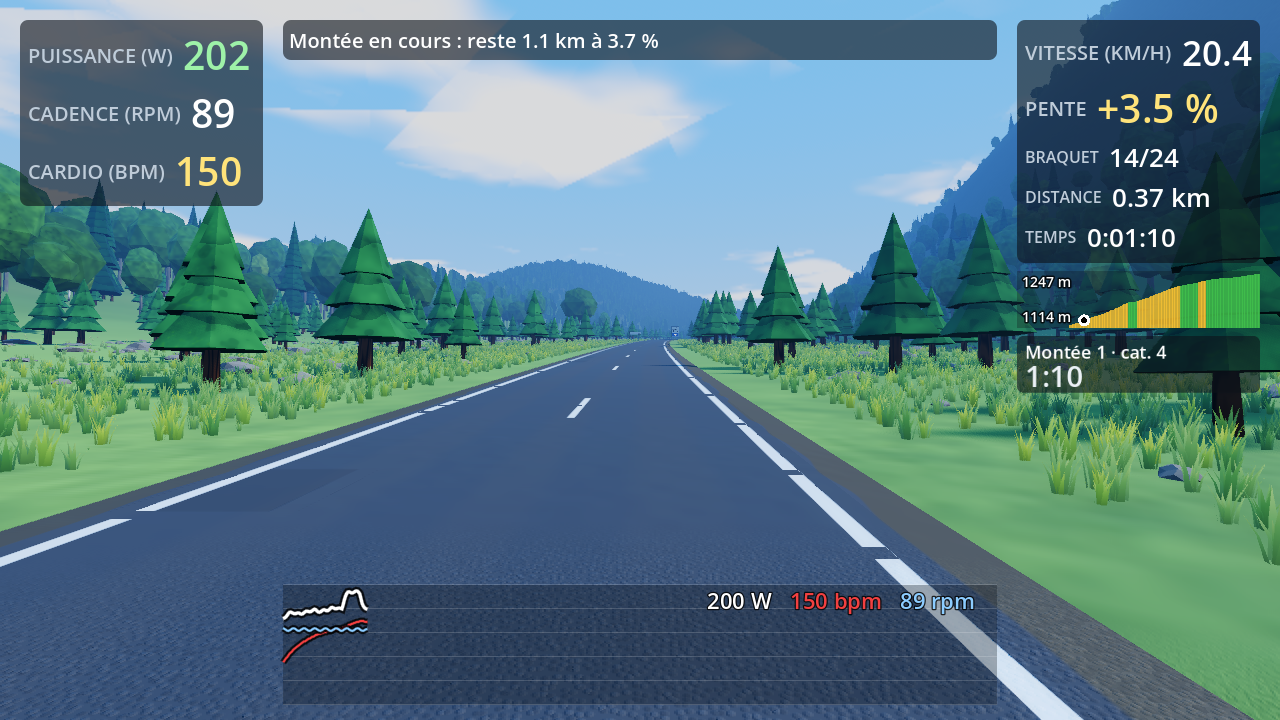 PUISSANCE (W) 202
CADENCE (RPM) 89
CARDIO (BPM) 150
Montée en cours : reste 1.1 km à 3.7 %
VITESSE (KM/H) 20.4
PENTE +3.5 %
BRAQUET 14/24
DISTANCE 0.37 km
TEMPS 0:01:10
1247 m
1114 m
Montée 1 · cat. 4
1:10
200 W 150 bpm 89 rpm